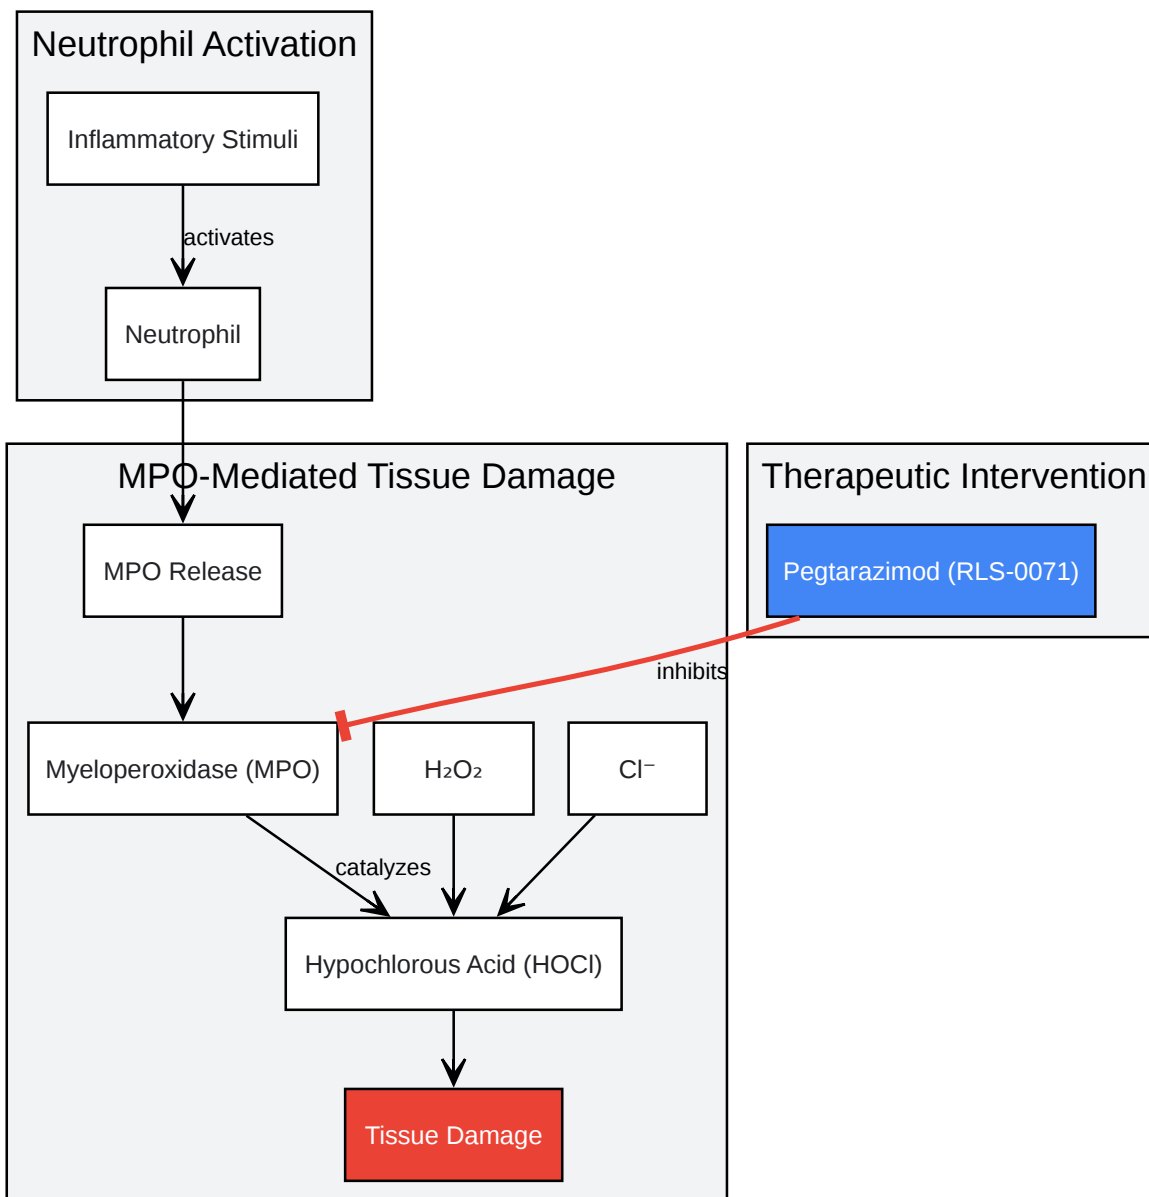 Neutrophil Activation
Inflammatory Stimuli
activates
Neutrophil
MPO-Mediated Tissue Damage
Therapeutic Intervention
MPO Release
Pegtarazimod (RLS-0071)
inhibits
Myeloperoxidase (MPO)
H₂O₂
Cl⁻
catalyzes
Hypochlorous Acid (HOCl)
Tissue Damage